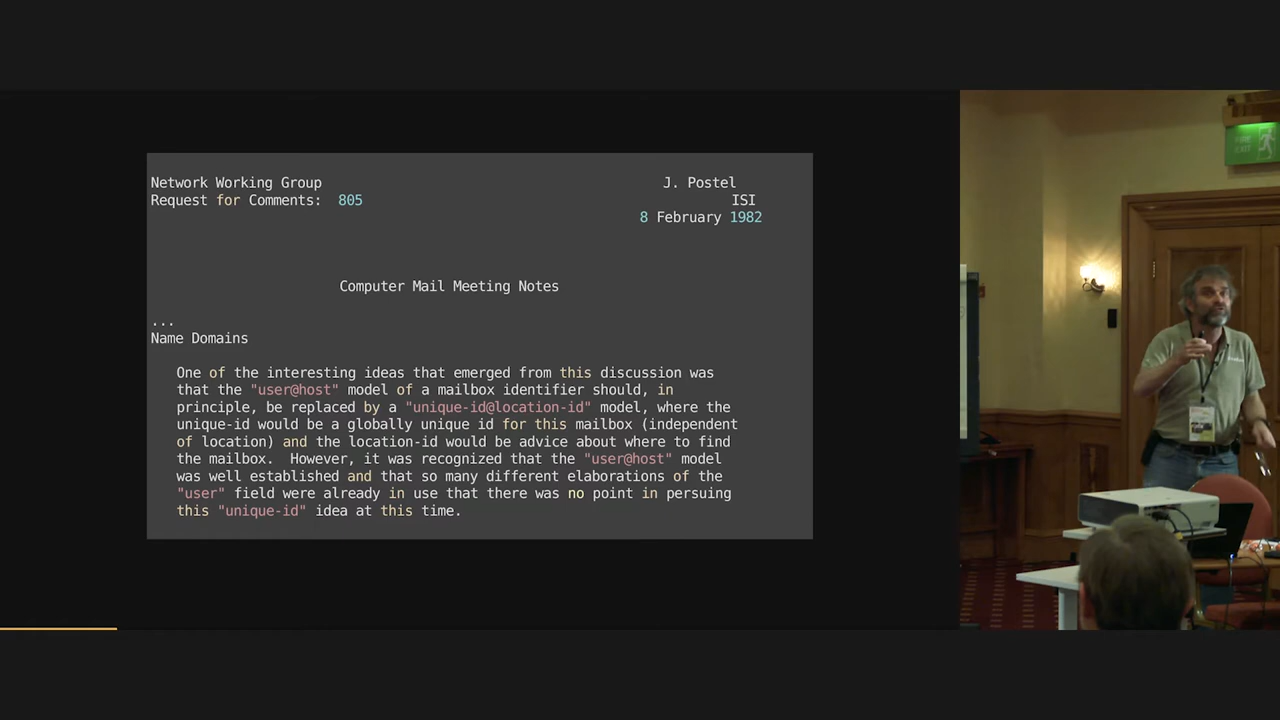 Network Working Group J. Postel
Request for Comments: 805 ISI
8 February 1982
Computer Mail Meeting Notes
...
Name Domains
One of the interesting ideas that emerged from this discussion was
that the "user@host" model of a mailbox identifier should, in
principle, be replaced by a "unique-id@location-id" model, where the
unique-id would be a globally unique id for this mailbox (independent
of location) and the location-id would be advice about where to find
the mailbox. However, it was recognized that the "user@host" model
was well established and that so many different elaborations of the
"user" field were already in use that there was no point in persuing
this "unique-id" idea at this time.
FIRE
EXIT